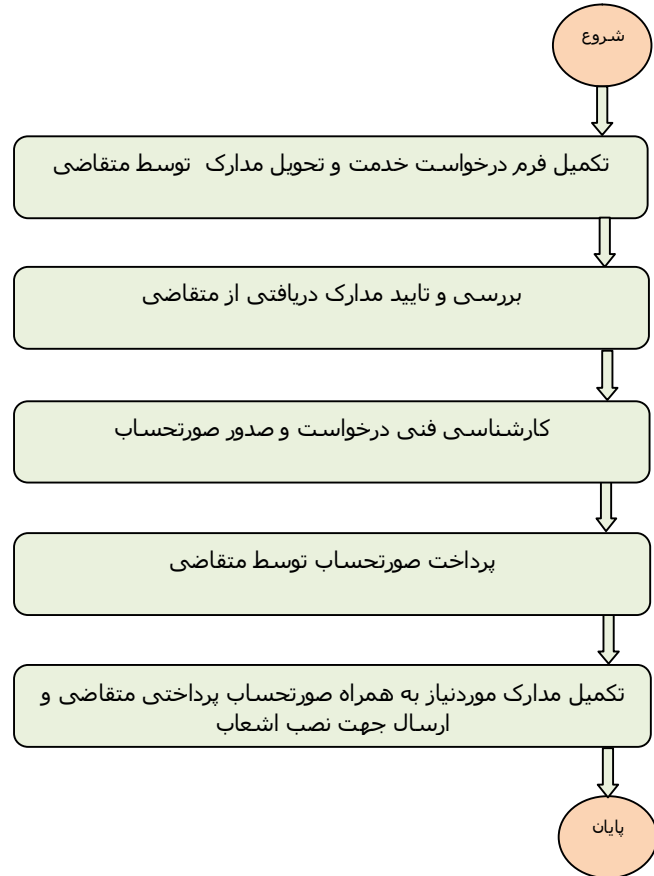 شروع
تکمیل فرم درخواست خدمت و تحویل مدارک توسط متقاضی
بررسی و تایید مدارک دریافتی از متقاضی
کارشناسی فنی درخواست و صدور صورتحساب
پرداخت صورتحساب توسط متقاضی
تکمیل مدارک موردنیاز به همراه صورتحساب پرداختی متقاضی و
ارسال جهت نصب اشعاب
پایان